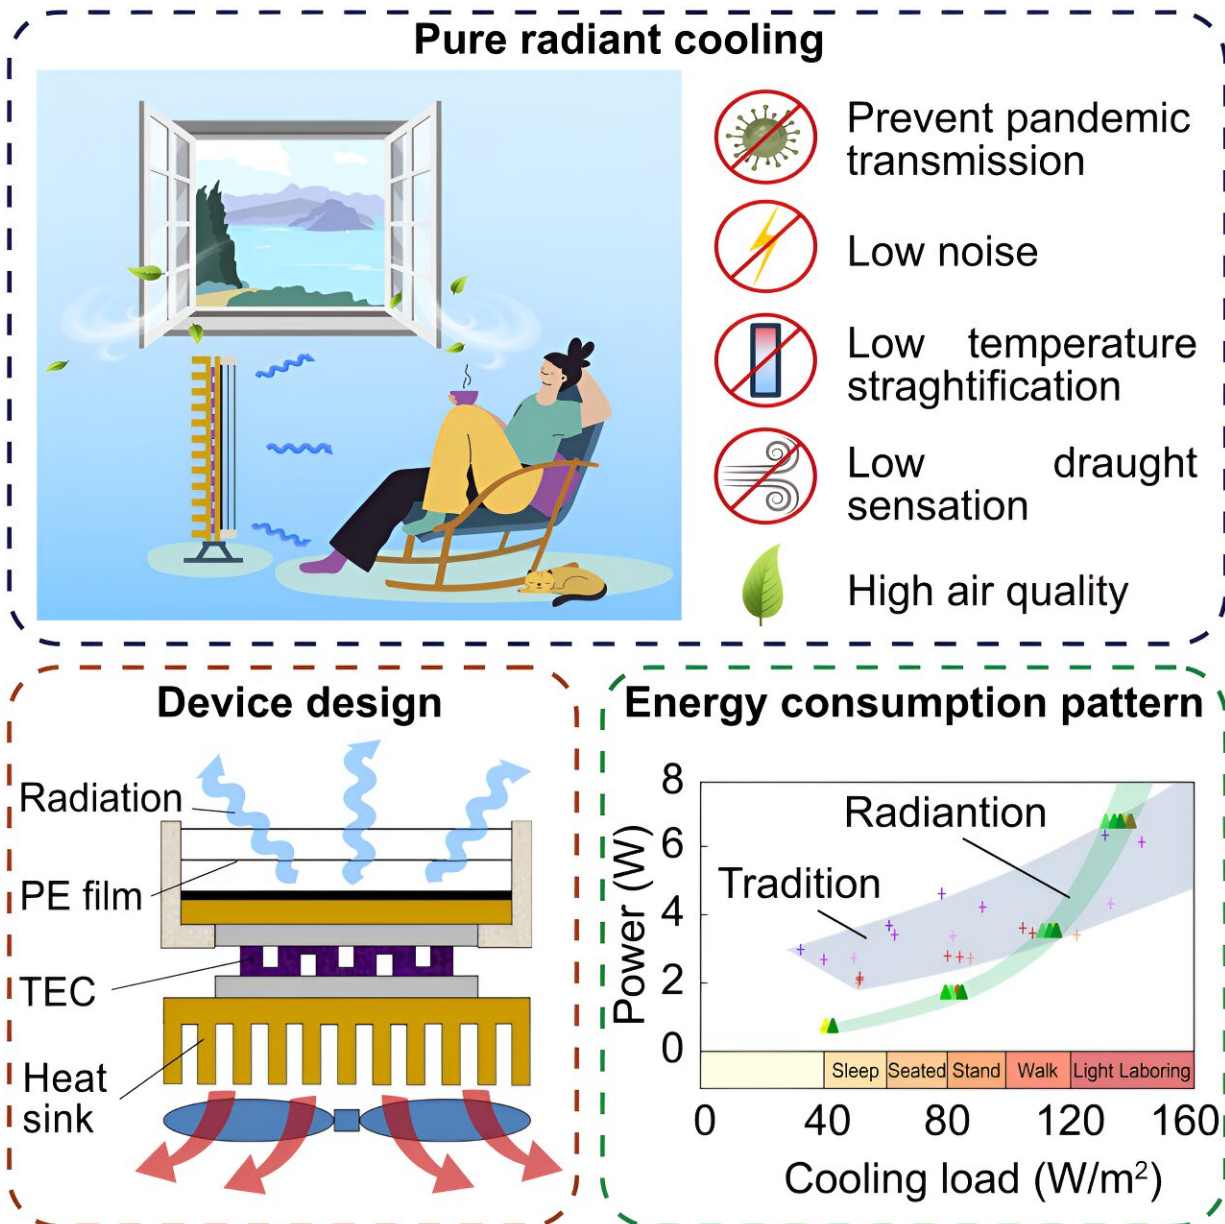 Pure radiant cooling
Prevent pandemic
transmission
Low noise
Low temperature
straghtification
Low draught
sensation
High air quality
Device design
Radiation
PE film
TEC
Heat
sink
Energy consumption pattern
Power (W)
8
6
4
2
0
Radiantion
Tradition
Sleep Seated Stand Walk Light Laboring
0 40 80 120 160
Cooling load (W/m²)